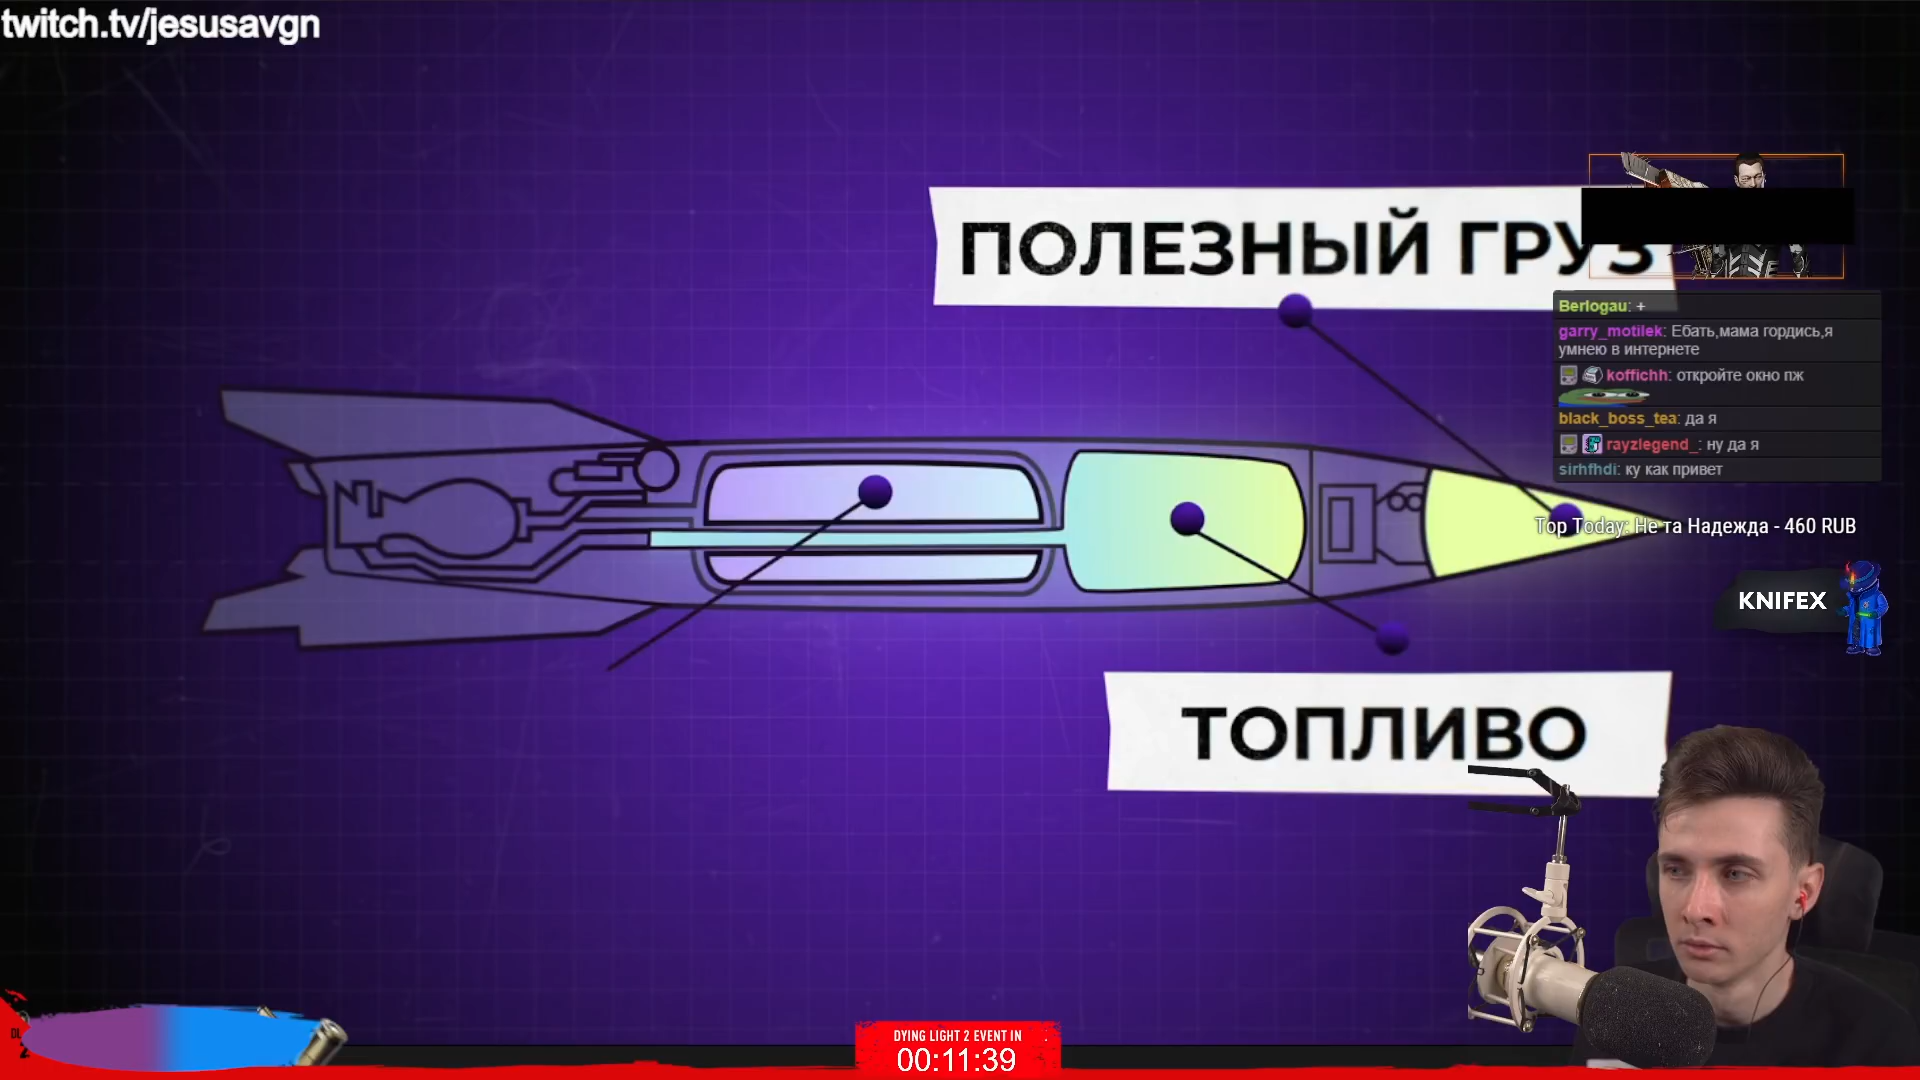 twitch.tv/jesusavgn
ПОЛЕЗНЫЙ ГРУЗ
Berlogau: +
garry_motilek: Ебать,мама гордись,я
умнею в интернете
koffichh: откройте окно пж
black_boss_tea: да я
rayzlegend_: ну да я
sirhfhdi: ку как привет
Top Today: Не та Надежда - 460 RUB
KNIFEX
ТОПЛИВО
DYING LIGHT 2 EVENT IN
00:11:39